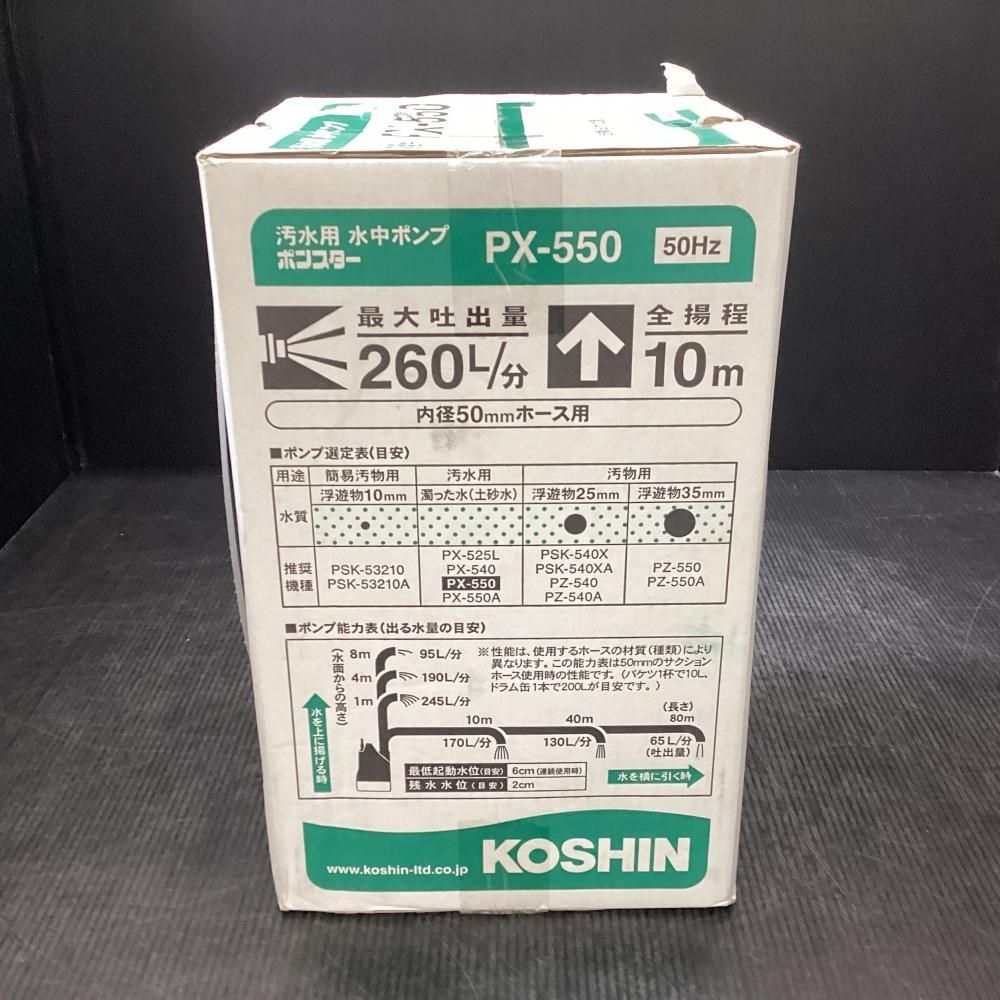 PX-550
汚水用 水中ポンプ
ポンスター
PX-550
50Hz
最大吐出量
260L/分
全揚程
10m
内径50mmホース用
■ポンプ選定表(目安)
用途 簡易汚物用 汚水用 汚物用
水質 浮遊物10mm 濁った水(土砂水) 浮遊物25mm 浮遊物35mm
推奨機種
PSK-53210
PSK-53210A
PX-525L
PX-540
PX-550
PX-550A
PSK-540X
PSK-540XA
PZ-540
PZ-540A
PZ-550
PZ-550A
■ポンプ能力表(出る水量の目安)
(水面からの高さ)
8m 95L/分
4m 190L/分
1m 245L/分
※性能は、使用するホースの材質(種類)により
異なります。この能力表は50mmのサクション
ホース使用時の性能です。(バケツ1杯で10L、
ドラム缶1本で200Lが目安です。)
水を上に揚げる時
(長さ)
10m 40m 80m
170L/分 130L/分 65L/分
(吐出量)
最低起動水位(目安) 6cm(連続使用時)
残水水位(目安) 2cm
水を横に引く時
www.koshin-ltd.co.jp
KOSHIN